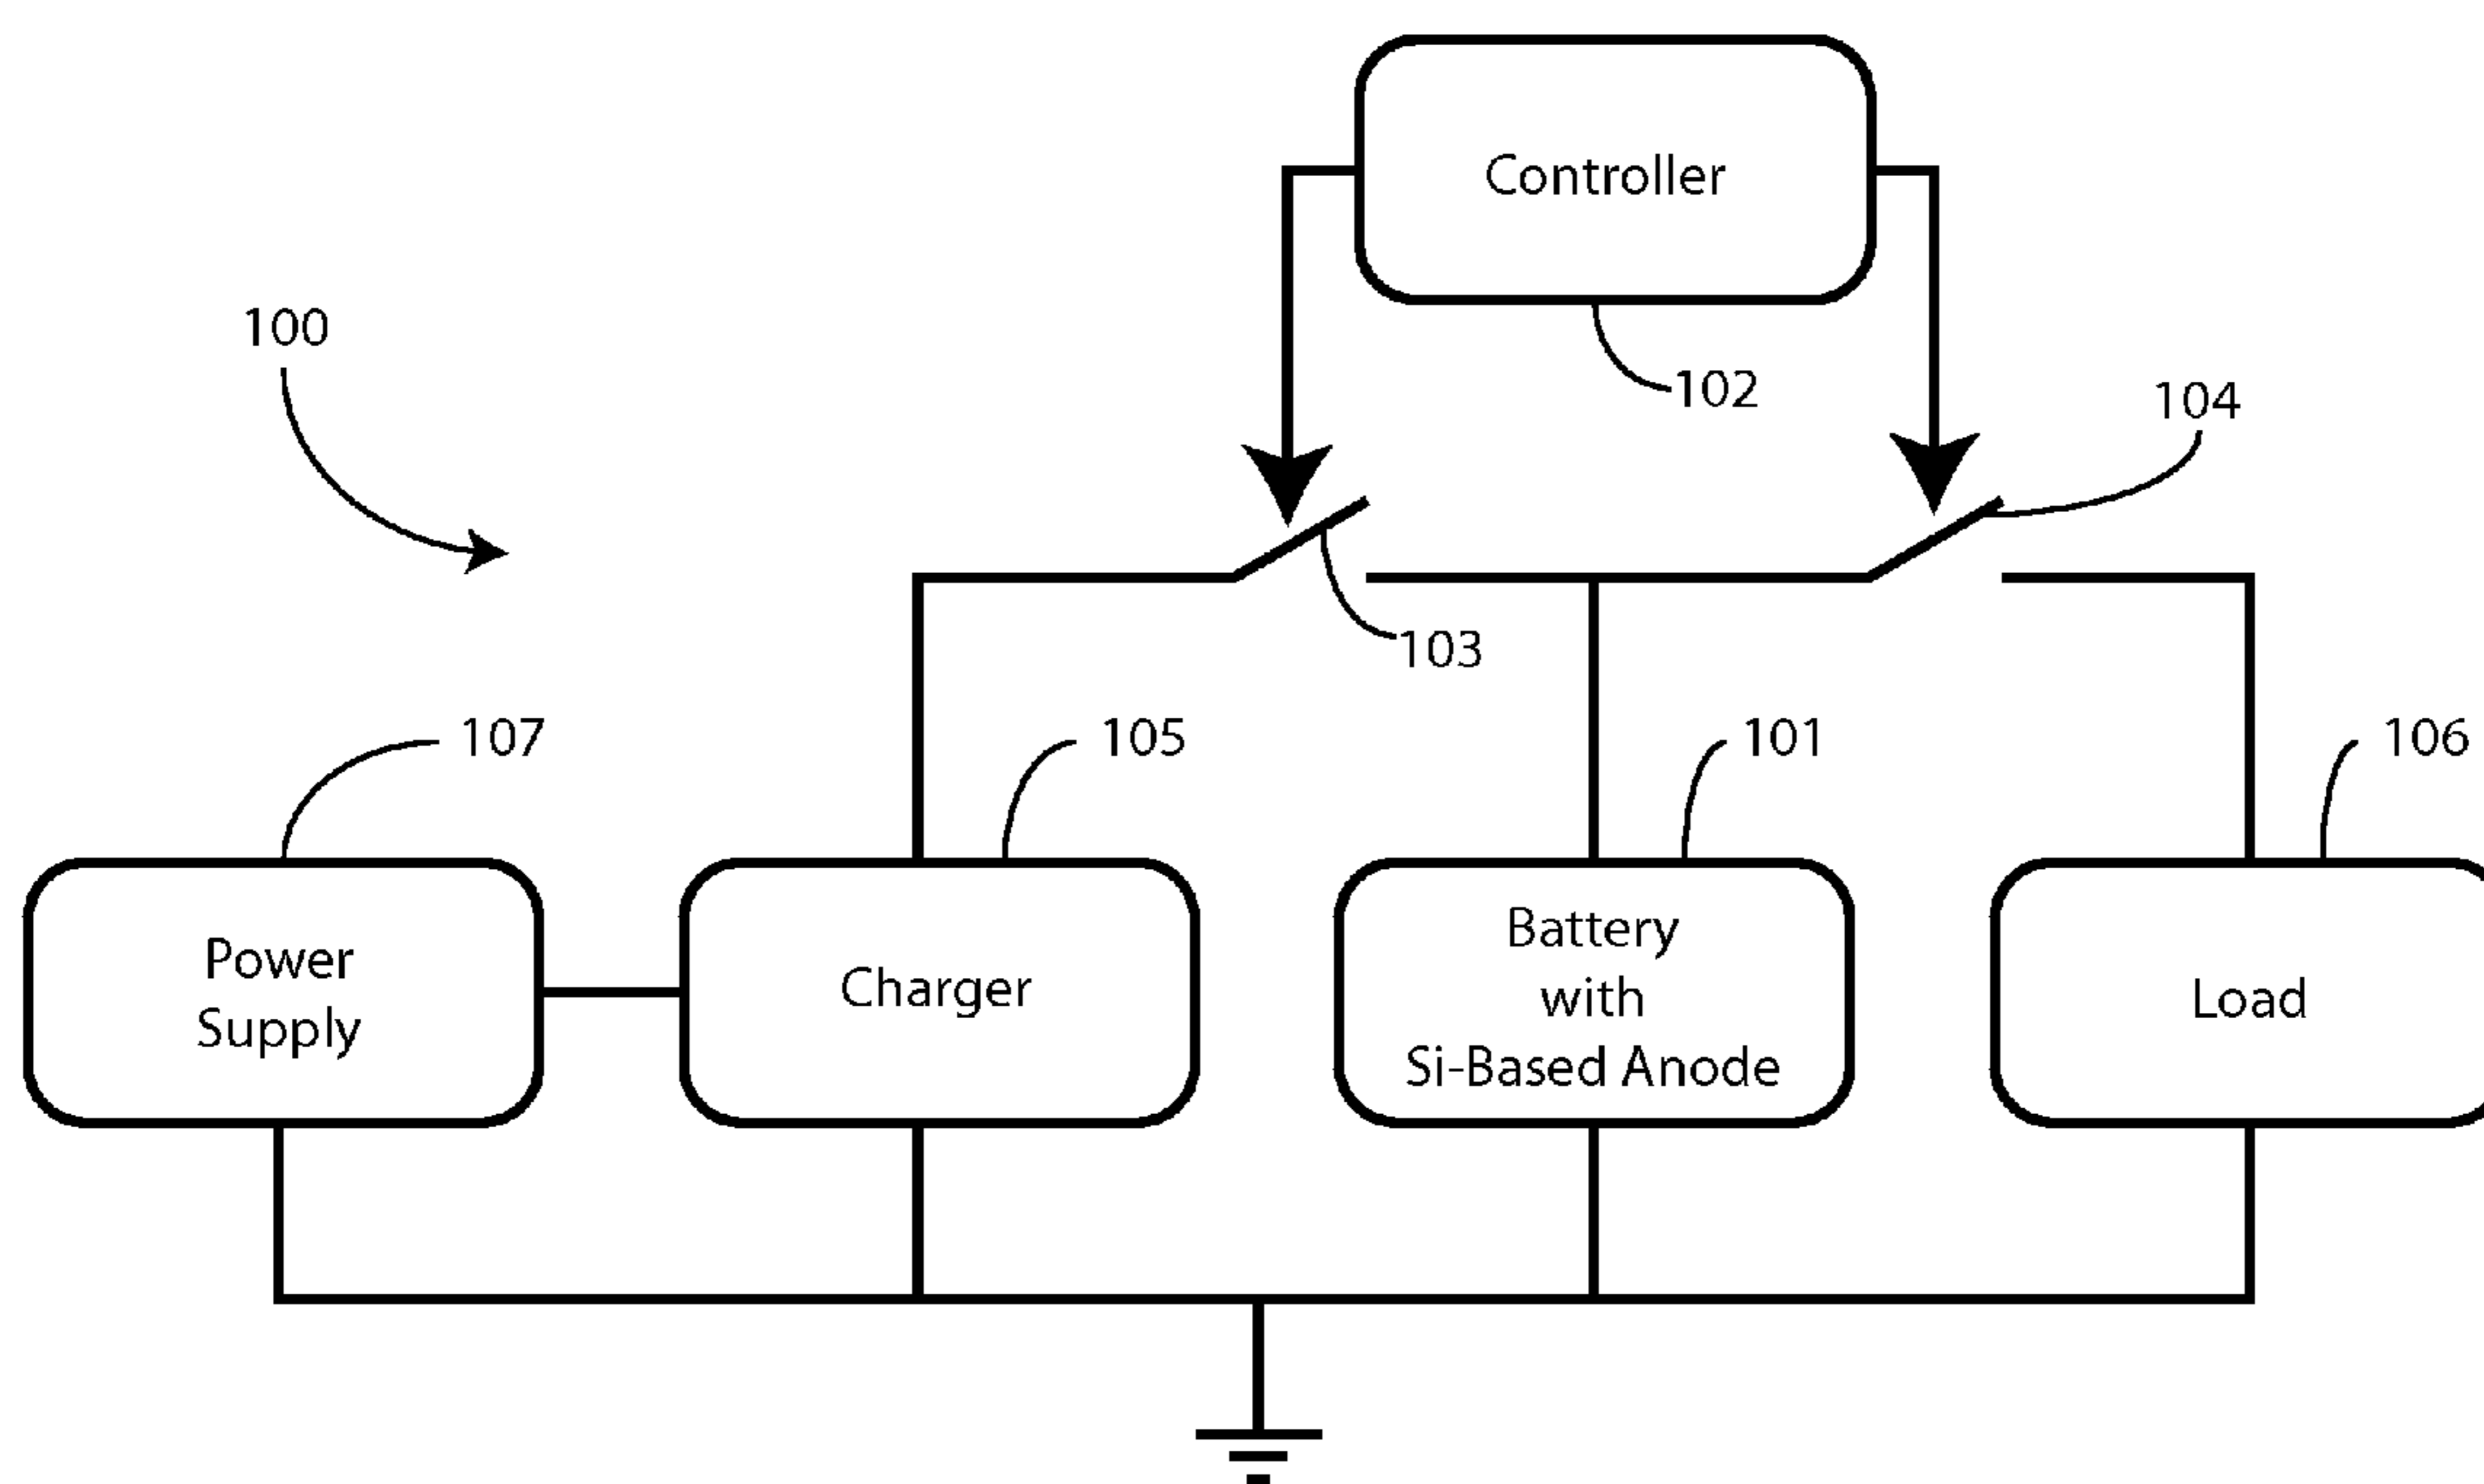 Controller
100
102
104
103
107
105
101
106
Power
Supply
Charger
Battery
with
Si-Based Anode
Load